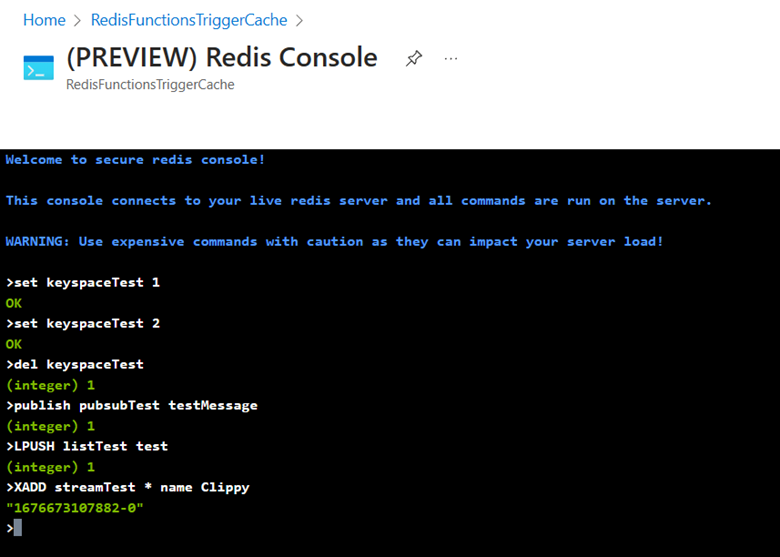 Home > RedisFunctionsTriggerCache >
(PREVIEW) Redis Console
RedisFunctionsTriggerCache
Welcome to secure redis console!
This console connects to your live redis server and all commands are run on the server.
WARNING: Use expensive commands with caution as they can impact your server load!
>set keyspaceTest 1
OK
>set keyspaceTest 2
OK
>del keyspaceTest
(integer) 1
>publish pubsubTest testMessage
(integer) 1
>LPUSH listTest test
(integer) 1
>XADD streamTest * name Clippy
"1676673107882-0"
>